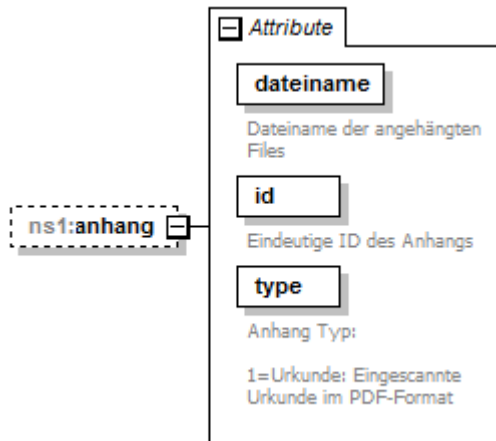 Attribute
dateiname
Dateiname der angehängten
Files
ns1:anhang
id
Eindeutige ID des Anhangs
type
Anhang Typ:
1=Urkunde: Eingescannte
Urkunde im PDF-Format